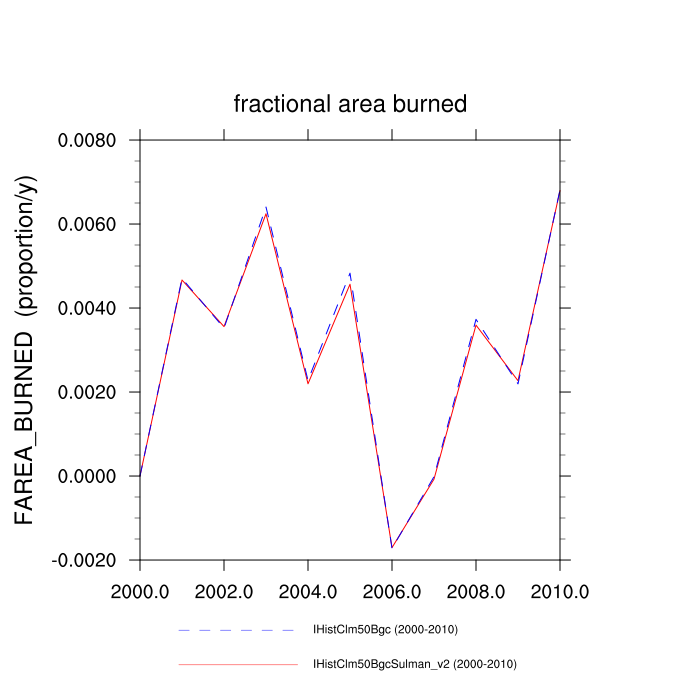 fractional area burned
FAREA_BURNED (proportion/y)
0.0080
0.0060
0.0040
0.0020
0.0000
-0.0020
2000.0 2002.0 2004.0 2006.0 2008.0 2010.0
IHistClm50Bgc (2000-2010)
IHistClm50BgcSulman_v2 (2000-2010)